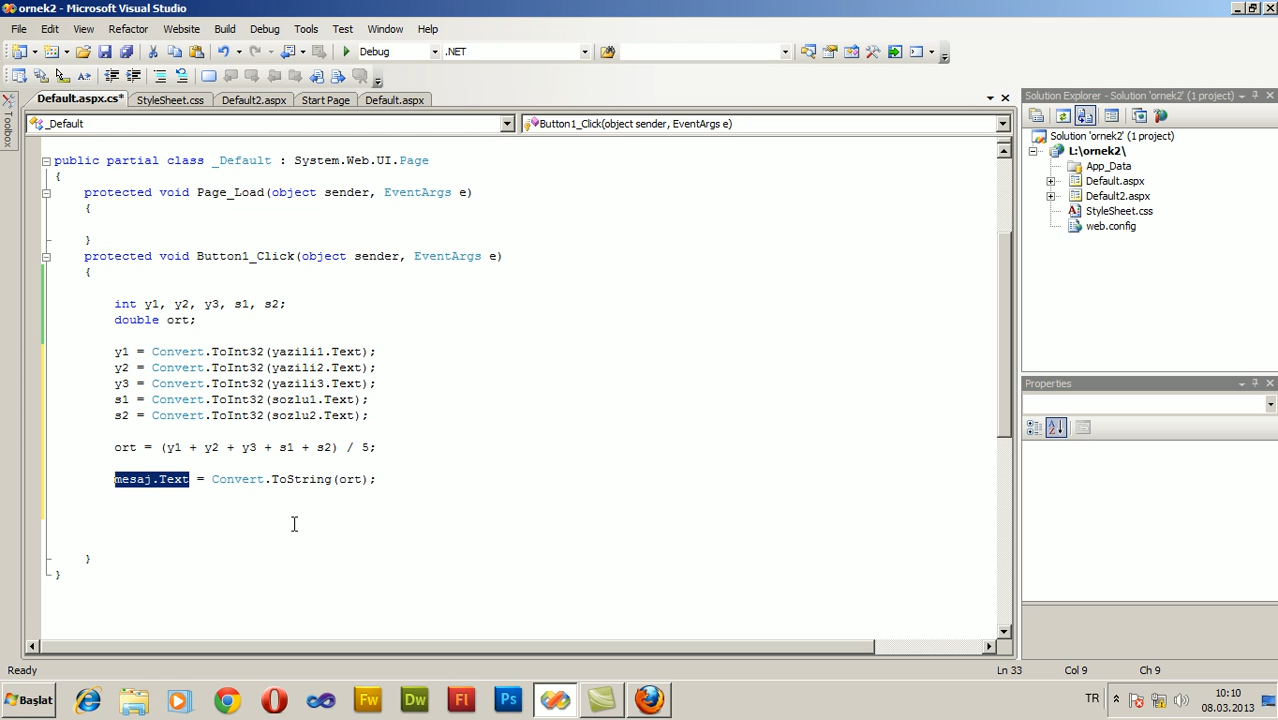 ornek2 - Microsoft Visual Studio
File Edit View Refactor Website Build Debug Tools Test Window Help
Debug .NET
Default.aspx.cs* StyleSheet.css Default2.aspx Start Page Default.aspx
_Default Button1_Click(object sender, EventArgs e)
Toolbox
public partial class _Default : System.Web.UI.Page
{
protected void Page_Load(object sender, EventArgs e)
{
}
protected void Button1_Click(object sender, EventArgs e)
{
int y1, y2, y3, s1, s2;
double ort;
y1 = Convert.ToInt32(yazili1.Text);
y2 = Convert.ToInt32(yazili2.Text);
y3 = Convert.ToInt32(yazili3.Text);
s1 = Convert.ToInt32(sozlu1.Text);
s2 = Convert.ToInt32(sozlu2.Text);
ort = (y1 + y2 + y3 + s1 + s2) / 5;
mesaj.Text = Convert.ToString(ort);
}
}
Solution Explorer - Solution 'ornek2' (1 project)
Solution 'ornek2' (1 project)
L:\ornek2\
App_Data
Default.aspx
Default2.aspx
StyleSheet.css
web.config
Properties
Ready Ln 33 Col 9 Ch 9
Başlat Fw Dw Fl Ps TR 10:10
08.03.2013